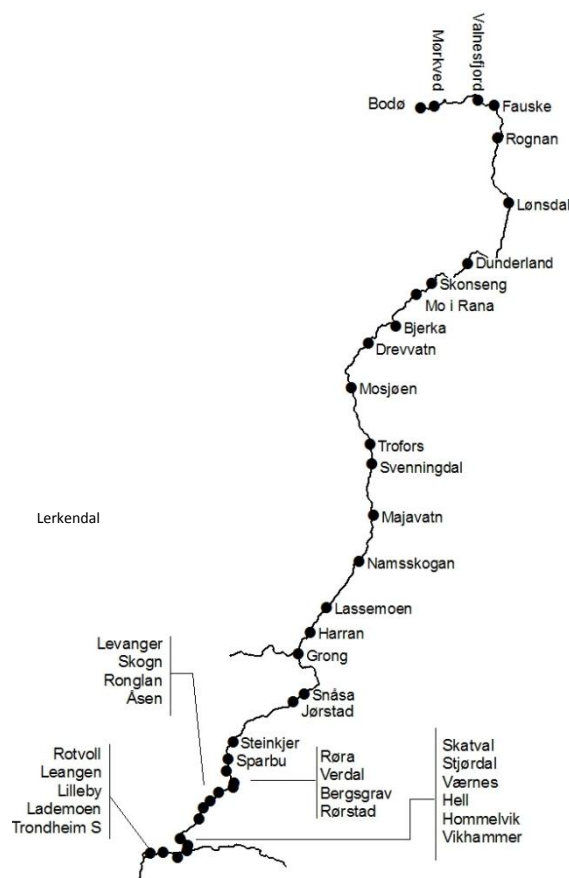 Valnesfjord
Mørkved
Bodø
Fauske
Rognan
Lønsdal
Dunderland
Skonseng
Mo i Rana
Bjerka
Drevvatn
Mosjøen
Trofors
Svenningdal
Lerkendal
Majavatn
Namsskogan
Lassemoen
Harran
Grong
Levanger
Skogn
Ronglan
Åsen
Snåsa
Jørstad
Steinkjer
Sparbu
Rotvoll
Leangen
Lilleby
Lademoen
Trondheim S
Røra
Verdal
Bergsgrav
Rørstad
Skatval
Stjørdal
Værnes
Hell
Hommelvik
Vikhammer